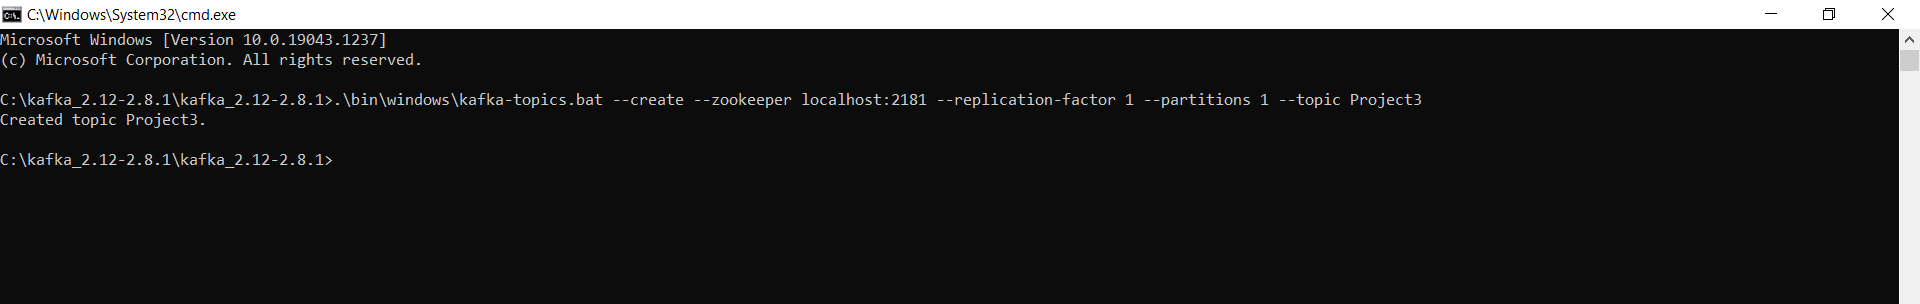 C:\Windows\System32\cmd.exe
Microsoft Windows [Version 10.0.19043.1237]
(c) Microsoft Corporation. All rights reserved.
C:\kafka_2.12-2.8.1\kafka_2.12-2.8.1>.\bin\windows\kafka-topics.bat --create --zookeeper localhost:2181 --replication-factor 1 --partitions 1 --topic Project3
Created topic Project3.
C:\kafka_2.12-2.8.1\kafka_2.12-2.8.1>